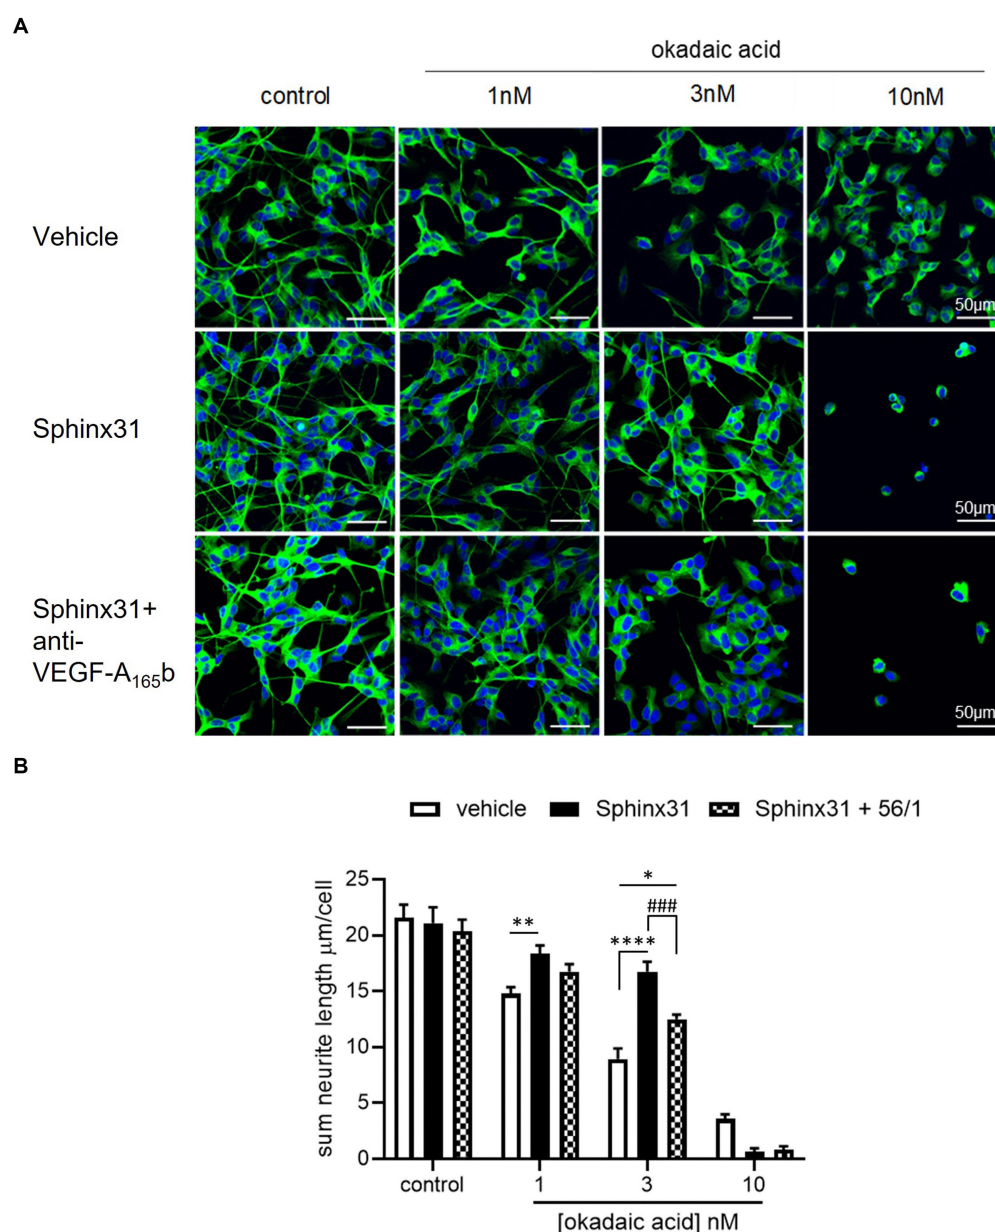 A
okadaic acid
control 1nM 3nM 10nM
Vehicle
50µm
Sphinx31
50µm
Sphinx31+
anti-
VEGF-A₁₆₅b
50µm
B
vehicle Sphinx31 Sphinx31 + 56/1
sum neurite length µm/cell
25
20
15
10
5
0
**
*
###
****
control 1 3 10
[okadaic acid] nM